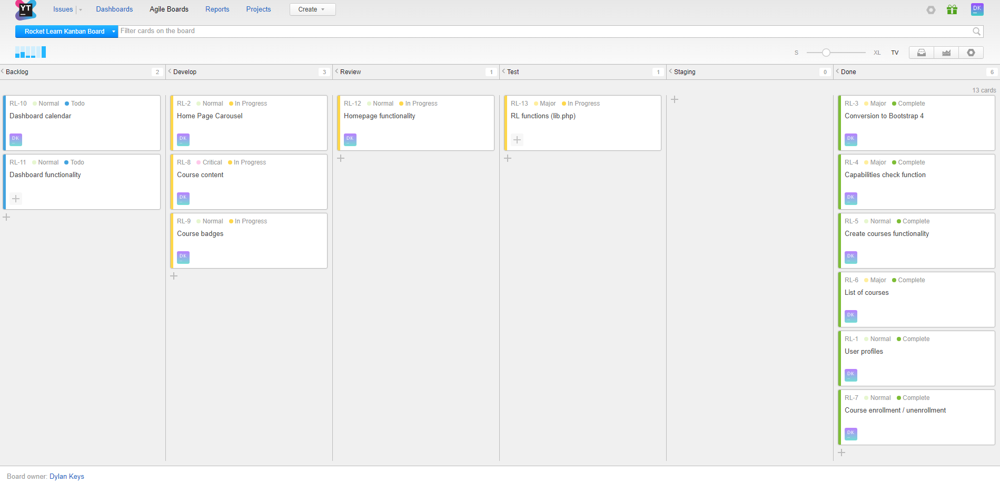 YT Issues Dashboards Agile Boards Reports Projects Create DK
Rocket Learn Kanban Board Filter cards on the board
S XL TV
Backlog 2 Develop 3 Review 1 Test 1 Staging 0 Done 6
13 cards
RL-10 Normal Todo
Dashboard calendar
DK
RL-11 Normal Todo
Dashboard functionality
RL-2 Normal In Progress
Home Page Carousel
DK
RL-8 Critical In Progress
Course content
DK
RL-9 Normal In Progress
Course badges
DK
RL-12 Normal In Progress
Homepage functionality
DK
RL-13 Major In Progress
RL functions (lib.php)
RL-3 Major Complete
Conversion to Bootstrap 4
DK
RL-4 Major Complete
Capabilities check function
DK
RL-5 Normal Complete
Create courses functionality
DK
RL-6 Major Complete
List of courses
DK
RL-1 Normal Complete
User profiles
DK
RL-7 Normal Complete
Course enrollment / unenrollment
DK
Board owner: Dylan Keys